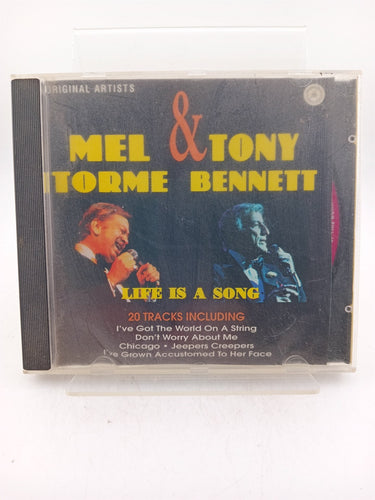 ORIGINAL ARTISTS
MEL & TONY
TORME BENNETT
LIFE IS A SONG
20 TRACKS INCLUDING
I've Got The World On A String
Don't Worry About Me
Chicago • Jeepers Creepers
I've Grown Accustomed To Her Face